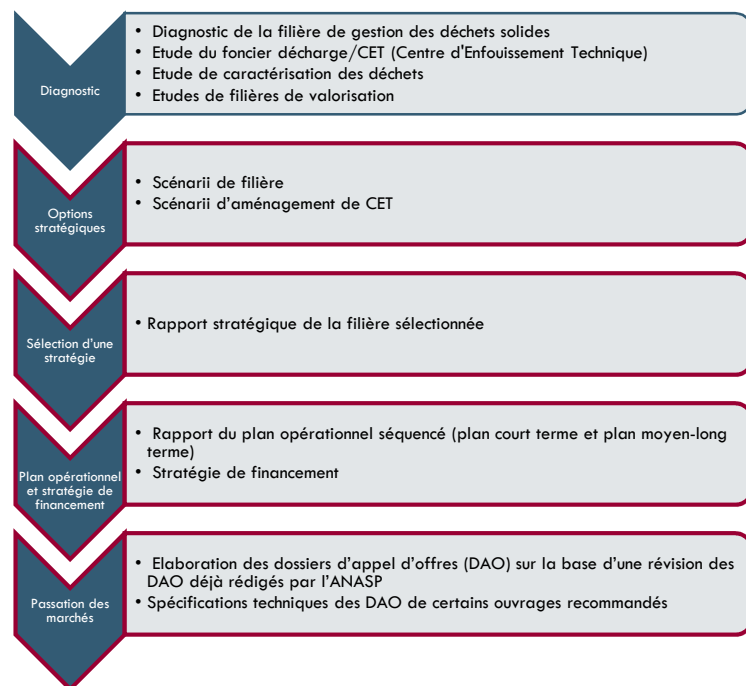 Diagnostic
• Diagnostic de la filière de gestion des déchets solides
• Etude du foncier décharge/CET (Centre d'Enfouissement Technique)
• Etude de caractérisation des déchets
• Etudes de filières de valorisation
Options
stratégiques
• Scénarii de filière
• Scénarii d'aménagement de CET
Sélection d'une
stratégie
• Rapport stratégique de la filière sélectionnée
Plan opérationnel
et stratégie de
financement
• Rapport du plan opérationnel séquencé (plan court terme et plan moyen-long
terme)
• Stratégie de financement
Passation des
marchés
• Elaboration des dossiers d'appel d'offres (DAO) sur la base d'une révision des
DAO déjà rédigés par l'ANASP
• Spécifications techniques des DAO de certains ouvrages recommandés